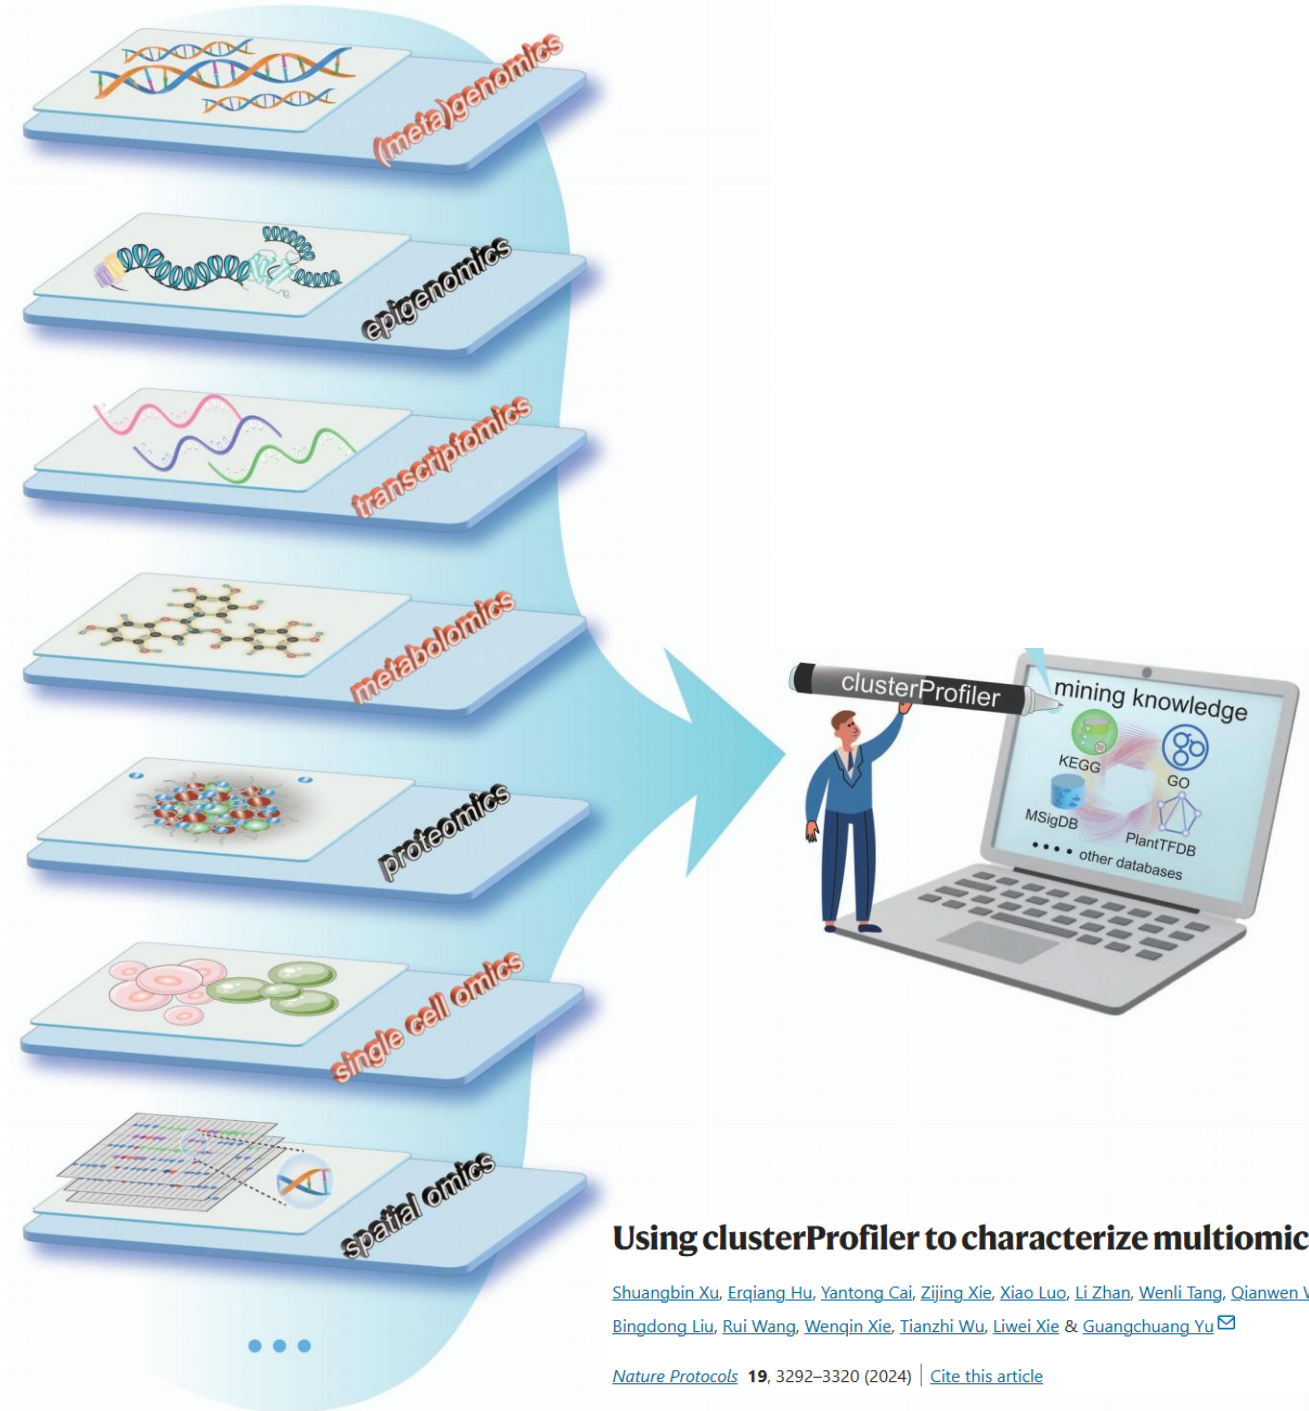 (meta)genomics
epigenomics
transcriptomics
metabolomics
proteomics
single cell omics
spatial omics
clusterProfiler
mining knowledge
KEGG
GO
MSigDB
PlantTFDB
•••• other databases
Using clusterProfiler to characterize multiomic
Shuangbin Xu, Erqiang Hu, Yantong Cai, Zijing Xie, Xiao Luo, Li Zhan, Wenli Tang, Qianwen
Bingdong Liu, Rui Wang, Wenqin Xie, Tianzhi Wu, Liwei Xie & Guangchuang Yu
Nature Protocols 19, 3292–3320 (2024) | Cite this article